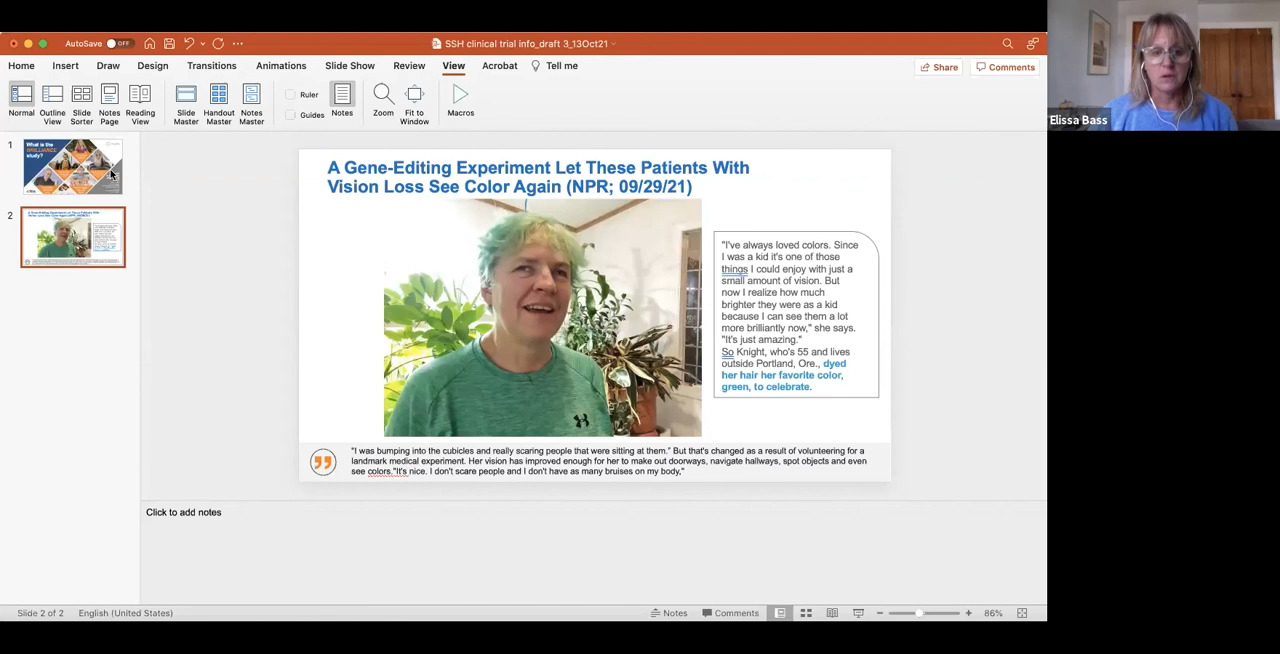 AutoSave OFF
SSH clinical trial info_draft 3_13Oct21
Home Insert Draw Design Transitions Animations Slide Show Review View Acrobat Tell me
Share Comments
Normal Outline View Slide Sorter Notes Page Reading View Slide Master Handout Master Notes Master Ruler Guides Notes Zoom Fit to Window Macros
Elissa Bass
1
What is the
BRILLIANCE
study?
2
A Gene-Editing Experiment Let These Patients With
Vision Loss See Color Again (NPR; 09/29/21)
"I've always loved colors. Since
I was a kid it's one of those
things I could enjoy with just a
small amount of vision. But
now I realize how much
brighter they were as a kid
because I can see them a lot
more brilliantly now," she says.
"It's just amazing."
So Knight, who's 55 and lives
outside Portland, Ore., dyed
her hair her favorite color,
green, to celebrate.
"I was bumping into the cubicles and really scaring people that were sitting at them." But that's changed as a result of volunteering for a
landmark medical experiment. Her vision has improved enough for her to make out doorways, navigate hallways, spot objects and even
see colors."It's nice. I don't scare people and I don't have as many bruises on my body,"
Click to add notes
Slide 2 of 2 English (United States) Notes Comments 86%